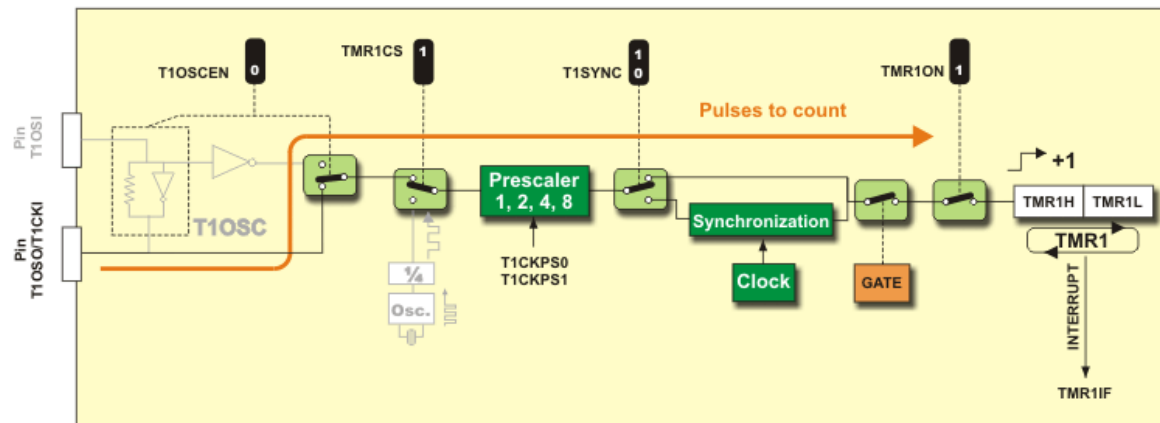 T1OSCEN
0
TMR1CS
1
T1SYNC
1
0
TMR1ON
1
Pulses to count
Pin
T1OSI
+1
Prescaler
1, 2, 4, 8
TMR1H
TMR1L
T1OSC
Synchronization
Pin
T1OSO/T1CKI
TMR1
T1CKPS0
T1CKPS1
¼
Clock
GATE
Osc.
INTERRUPT
TMR1IF